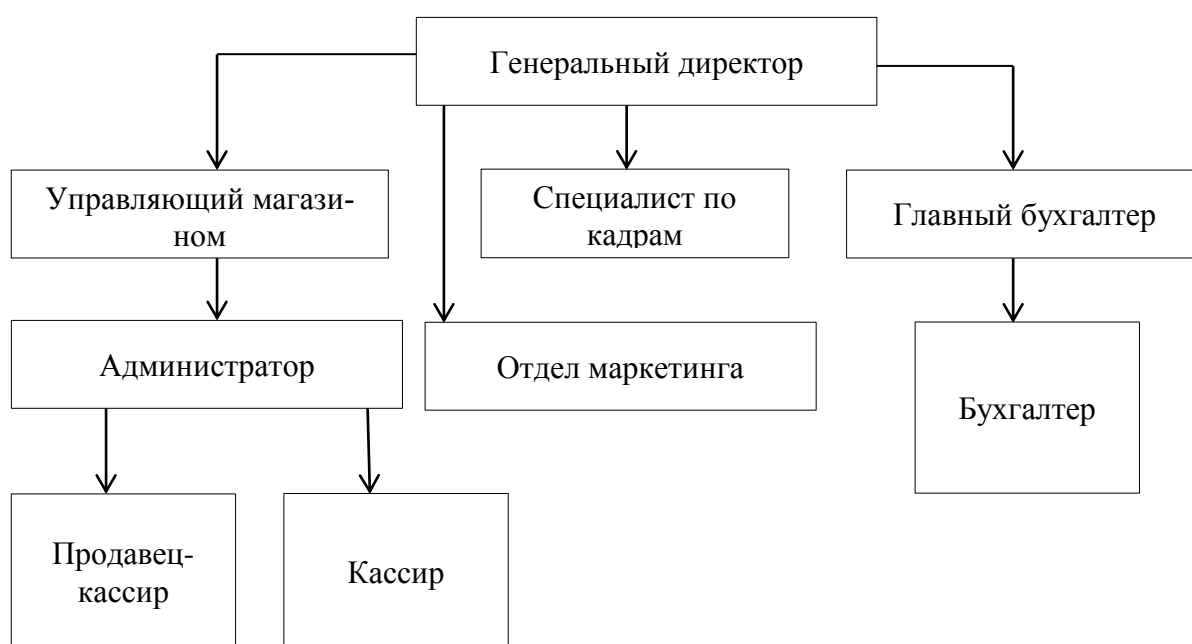 Генеральный директор
Управляющий магази-
ном
Специалист по
кадрам
Главный бухгалтер
Администратор
Отдел маркетинга
Бухгалтер
Продавец-
кассир
Кассир